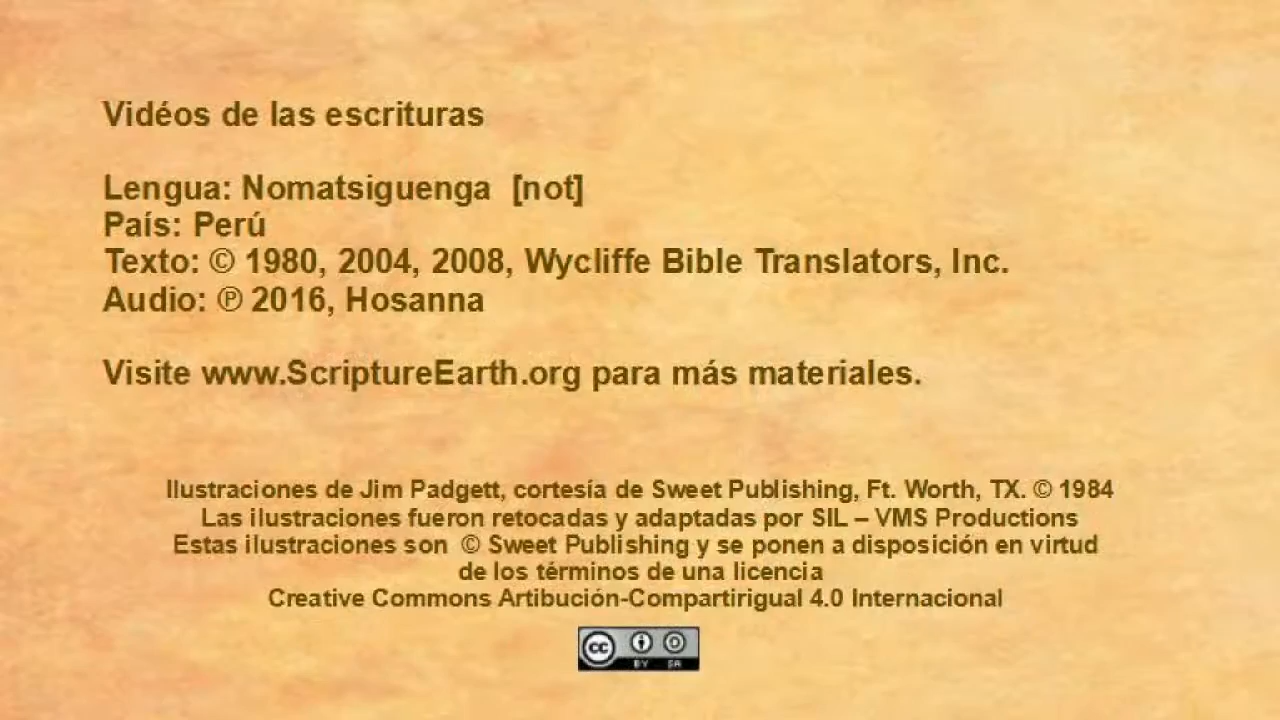 Vidéos de las escrituras
Lengua: Nomatsiguenga [not]
País: Perú
Texto: © 1980, 2004, 2008, Wycliffe Bible Translators, Inc.
Audio: ℗ 2016, Hosanna
Visite www.ScriptureEarth.org para más materiales.
Ilustraciones de Jim Padgett, cortesía de Sweet Publishing, Ft. Worth, TX. © 1984
Las ilustraciones fueron retocadas y adaptadas por SIL – VMS Productions
Estas ilustraciones son © Sweet Publishing y se ponen a disposición en virtud
de los términos de una licencia
Creative Commons Artibución-Compartirigual 4.0 Internacional
cc BY SA